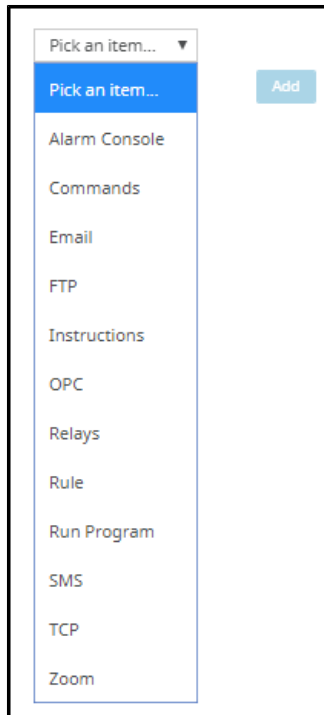 Pick an item...
Pick an item...
Add
Alarm Console
Commands
Email
FTP
Instructions
OPC
Relays
Rule
Run Program
SMS
TCP
Zoom